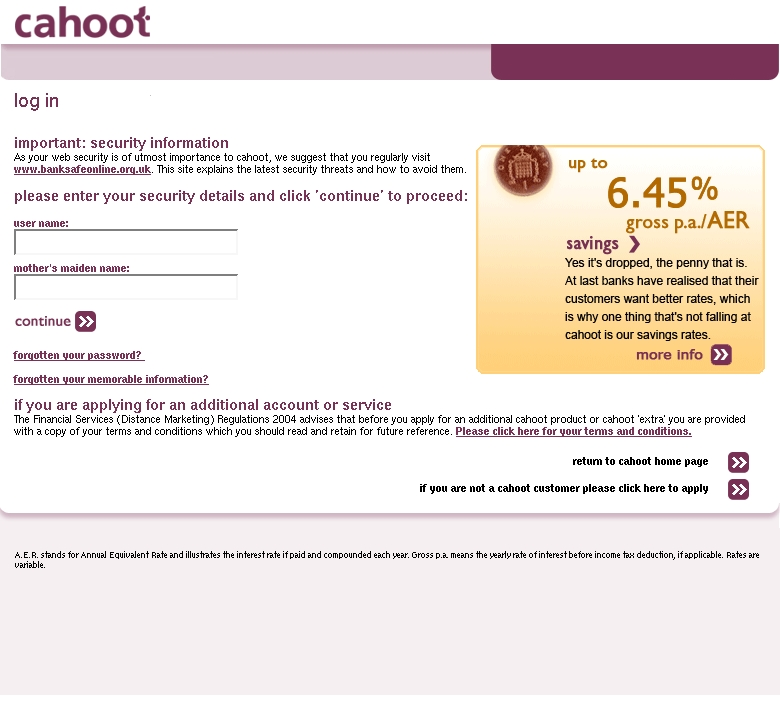 cahoot
log in
important: security information
As your web security is of utmost importance to cahoot, we suggest that you regularly visit
www.banksafeonline.org.uk. This site explains the latest security threats and how to avoid them.
please enter your security details and click 'continue' to proceed:
user name:
mother's maiden name:
continue
forgotten your password?
forgotten your memorable information?
up to
6.45%
gross p.a./AER
savings
Yes it's dropped, the penny that is.
At last banks have realised that their
customers want better rates, which
is why one thing that's not falling at
cahoot is our savings rates.
more info
if you are applying for an additional account or service
The Financial Services (Distance Marketing) Regulations 2004 advises that before you apply for an additional cahoot product or cahoot 'extra' you are provided
with a copy of your terms and conditions which you should read and retain for future reference. Please click here for your terms and conditions.
return to cahoot home page
if you are not a cahoot customer please click here to apply
A.E.R. stands for Annual Equivalent Rate and illustrates the interest rate if paid and compounded each year. Gross p.a. means the yearly rate of interest before income tax deduction, if applicable. Rates are
variable.